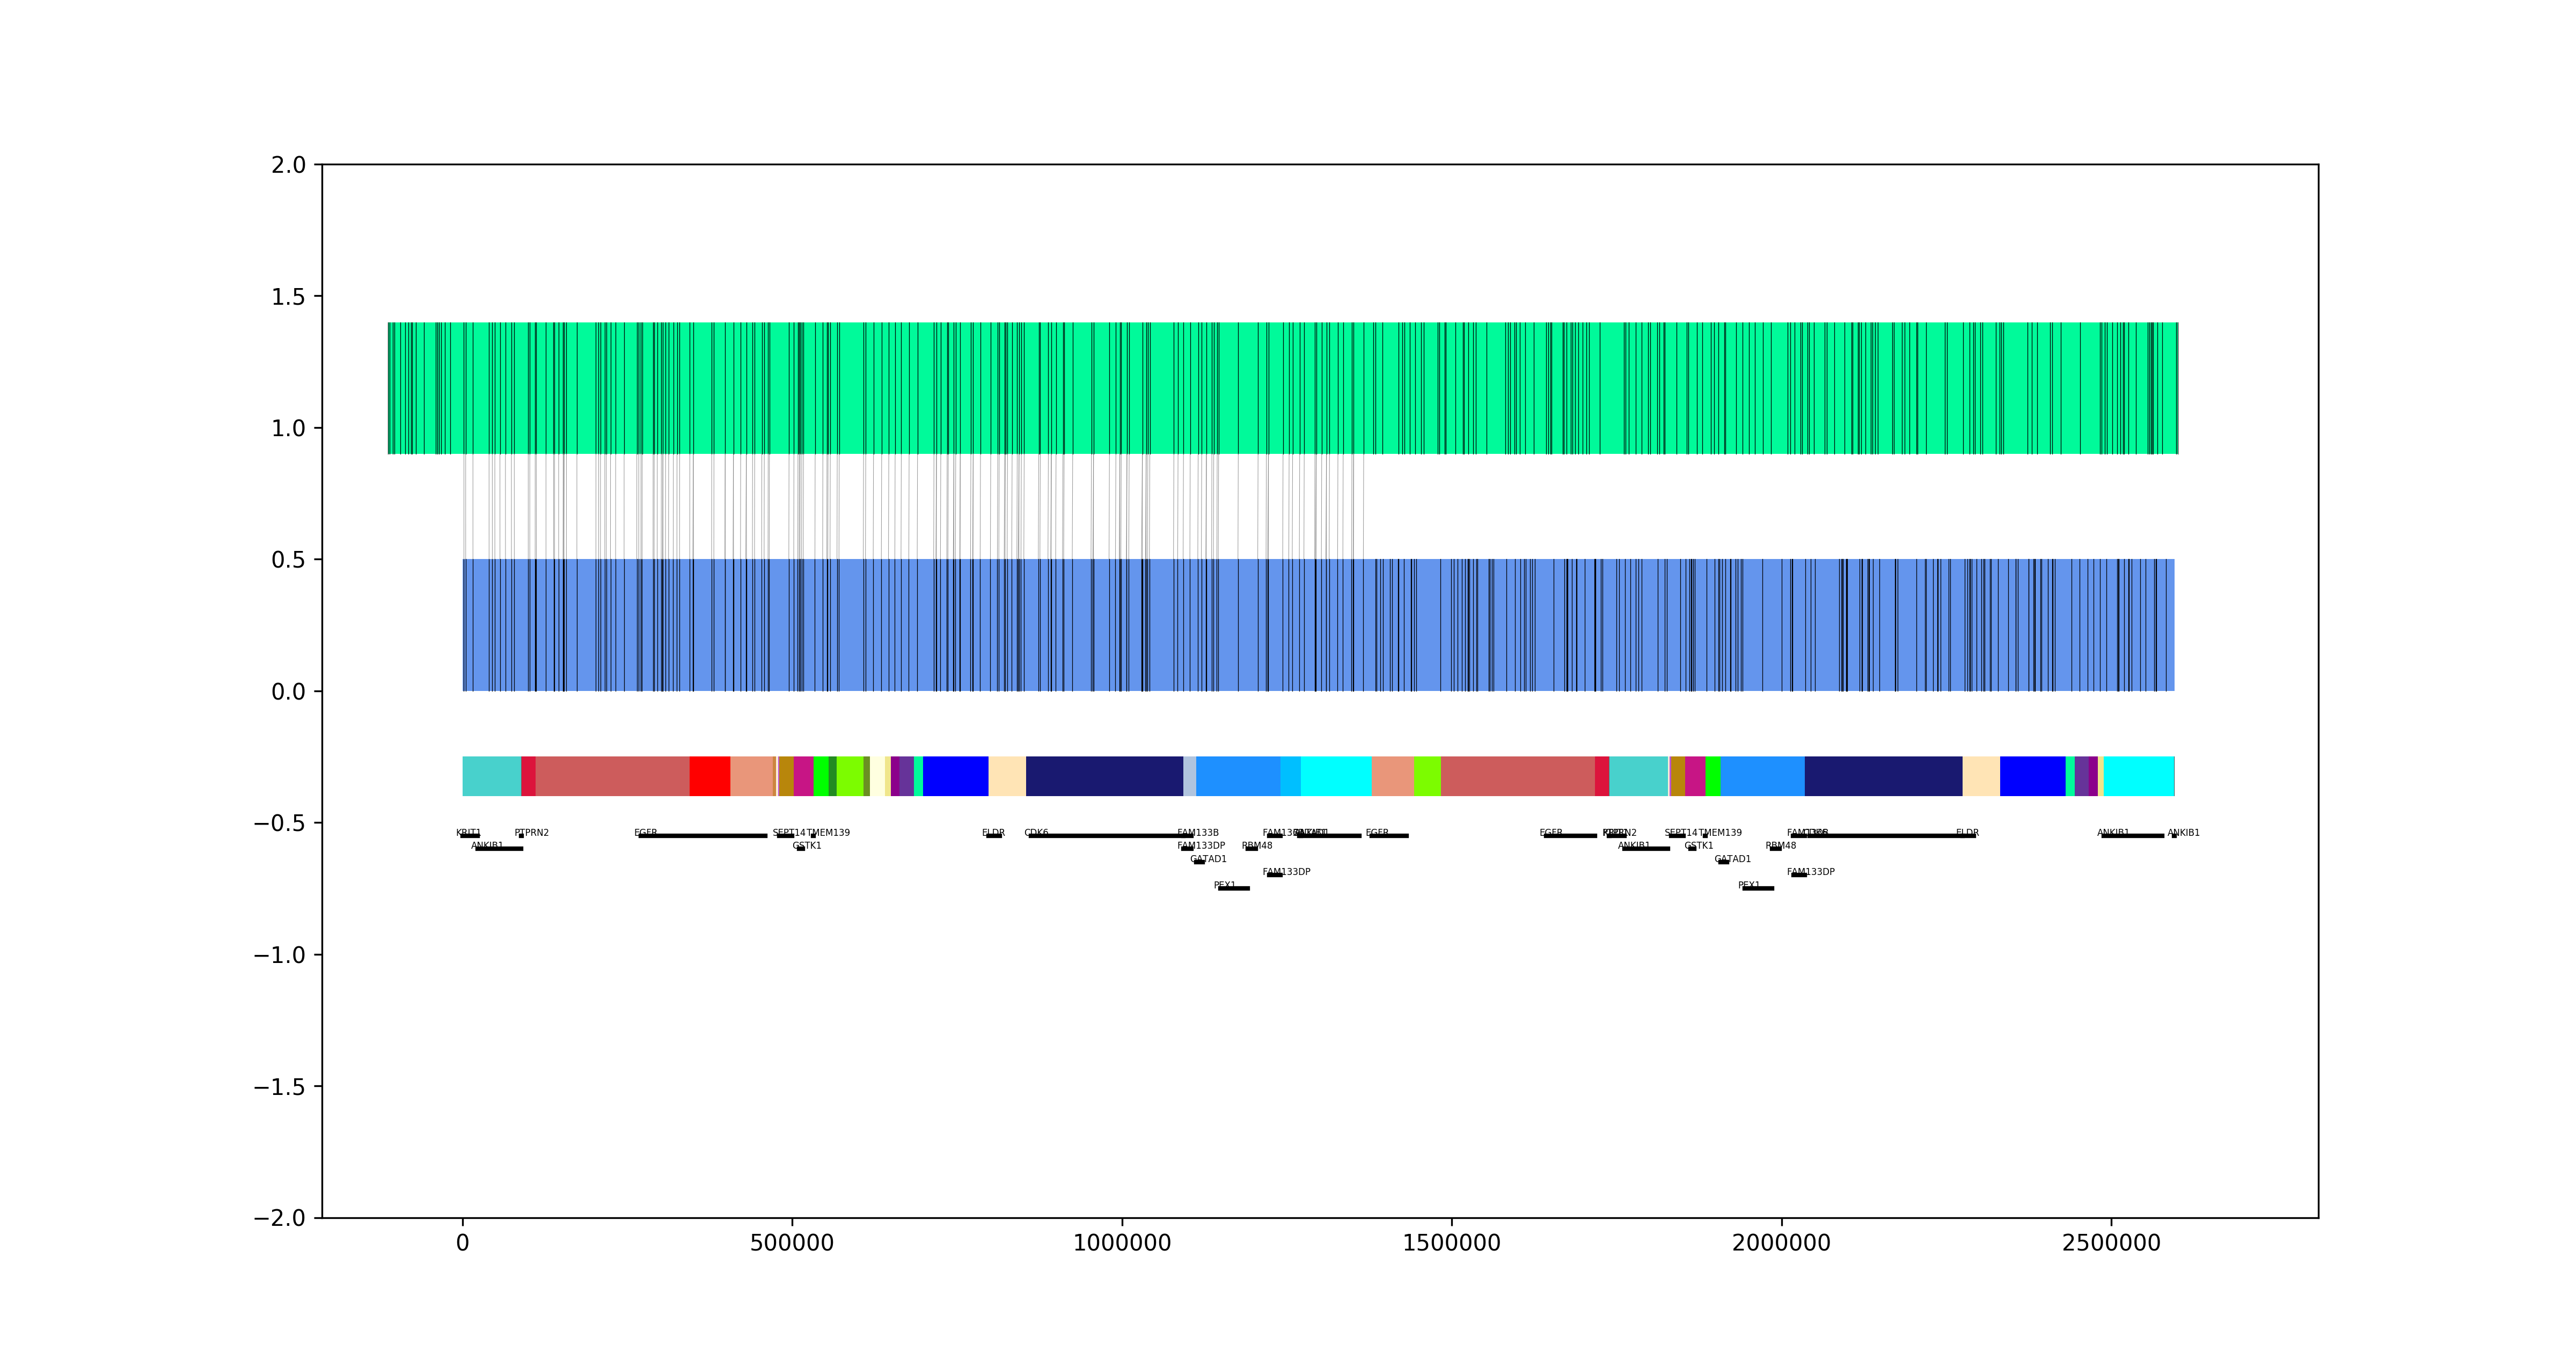 2.0
1.5
1.0
0.5
0.0
−0.5
KRIT1 PTPRN2 EGFR SEPT14 TMEM139 ELDR CDK6 FAM133B EGFR EGFR SEPT14 TMEM139 ELDR ANKIB1 ANKIB1
ANKIB1 GSTK1 FAM133DP RBM48 ANKIB1 GSTK1 RBM48
GATAD1 GATAD1
FAM133DP FAM133DP
PEX1 PEX1
−1.0
−1.5
−2.0
0 500000 1000000 1500000 2000000 2500000